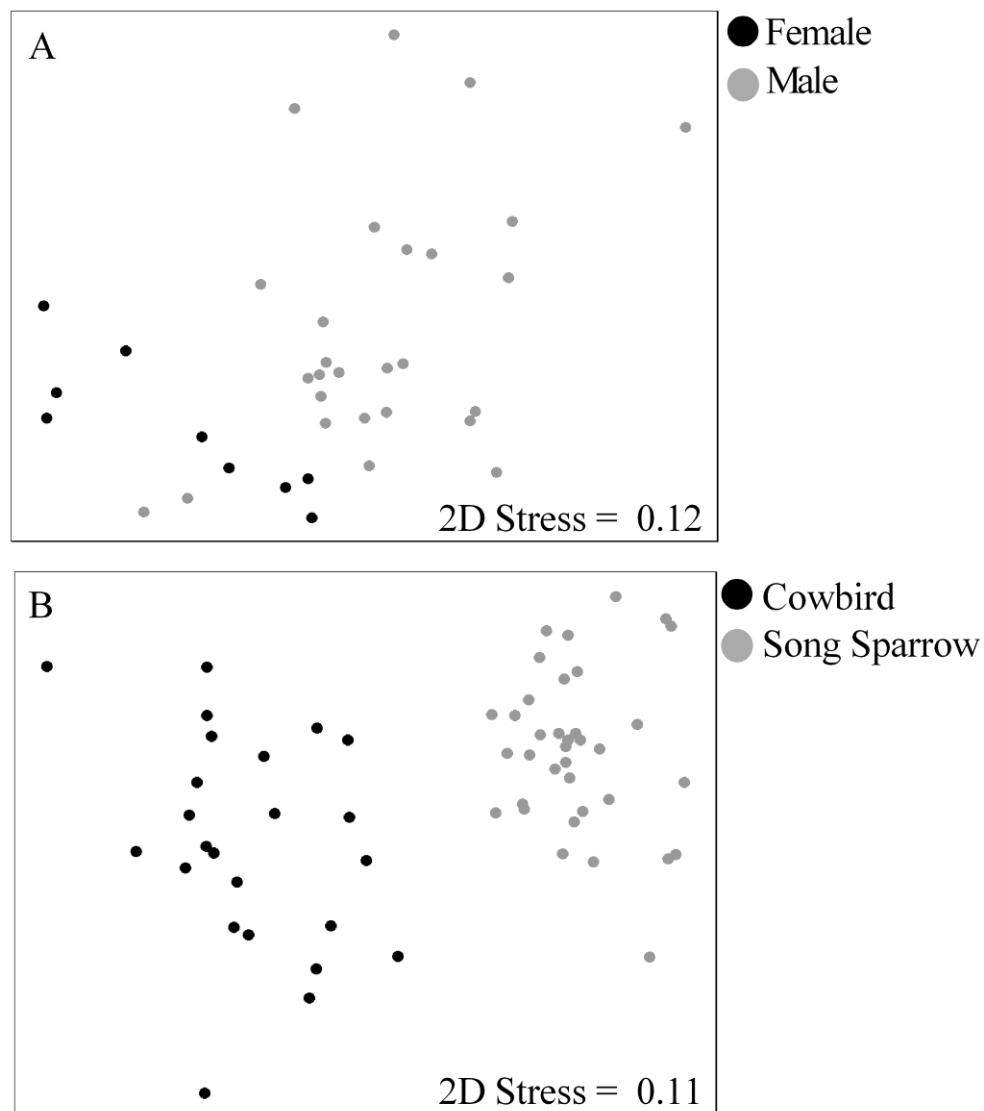 A
Female
Male
2D Stress = 0.12
B
Cowbird
Song Sparrow
2D Stress = 0.11